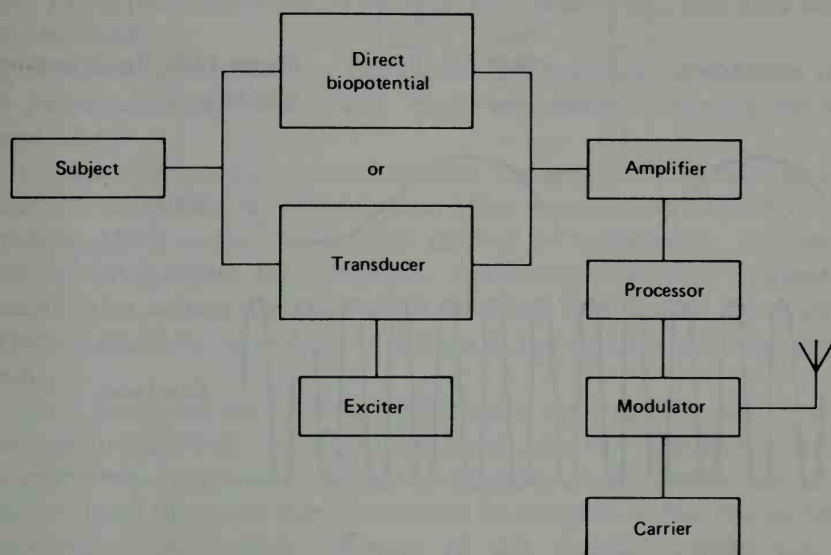 Direct
biopotential
Subject
or
Amplifier
Transducer
Processor
Exciter
Modulator
Carrier